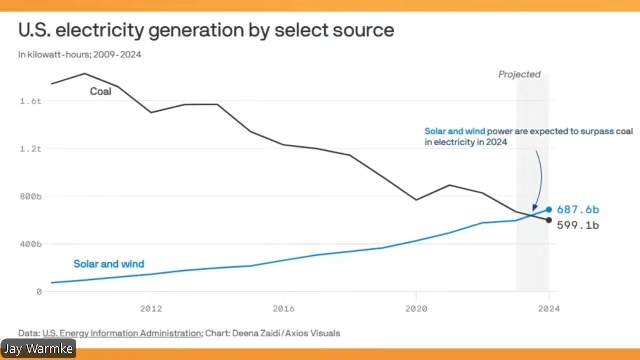 U.S. electricity generation by select source
In kilowatt-hours; 2009-2024
Projected
1.6t
Coal
Solar and wind power are expected to surpass coal
in electricity in 2024
1.2t
800b
687.6b
599.1b
400b
Solar and wind
0
2012
2016
2020
2024
Data: U.S. Energy Information Administration; Chart: Deena Zaidi/Axios Visuals
Jay Warmke